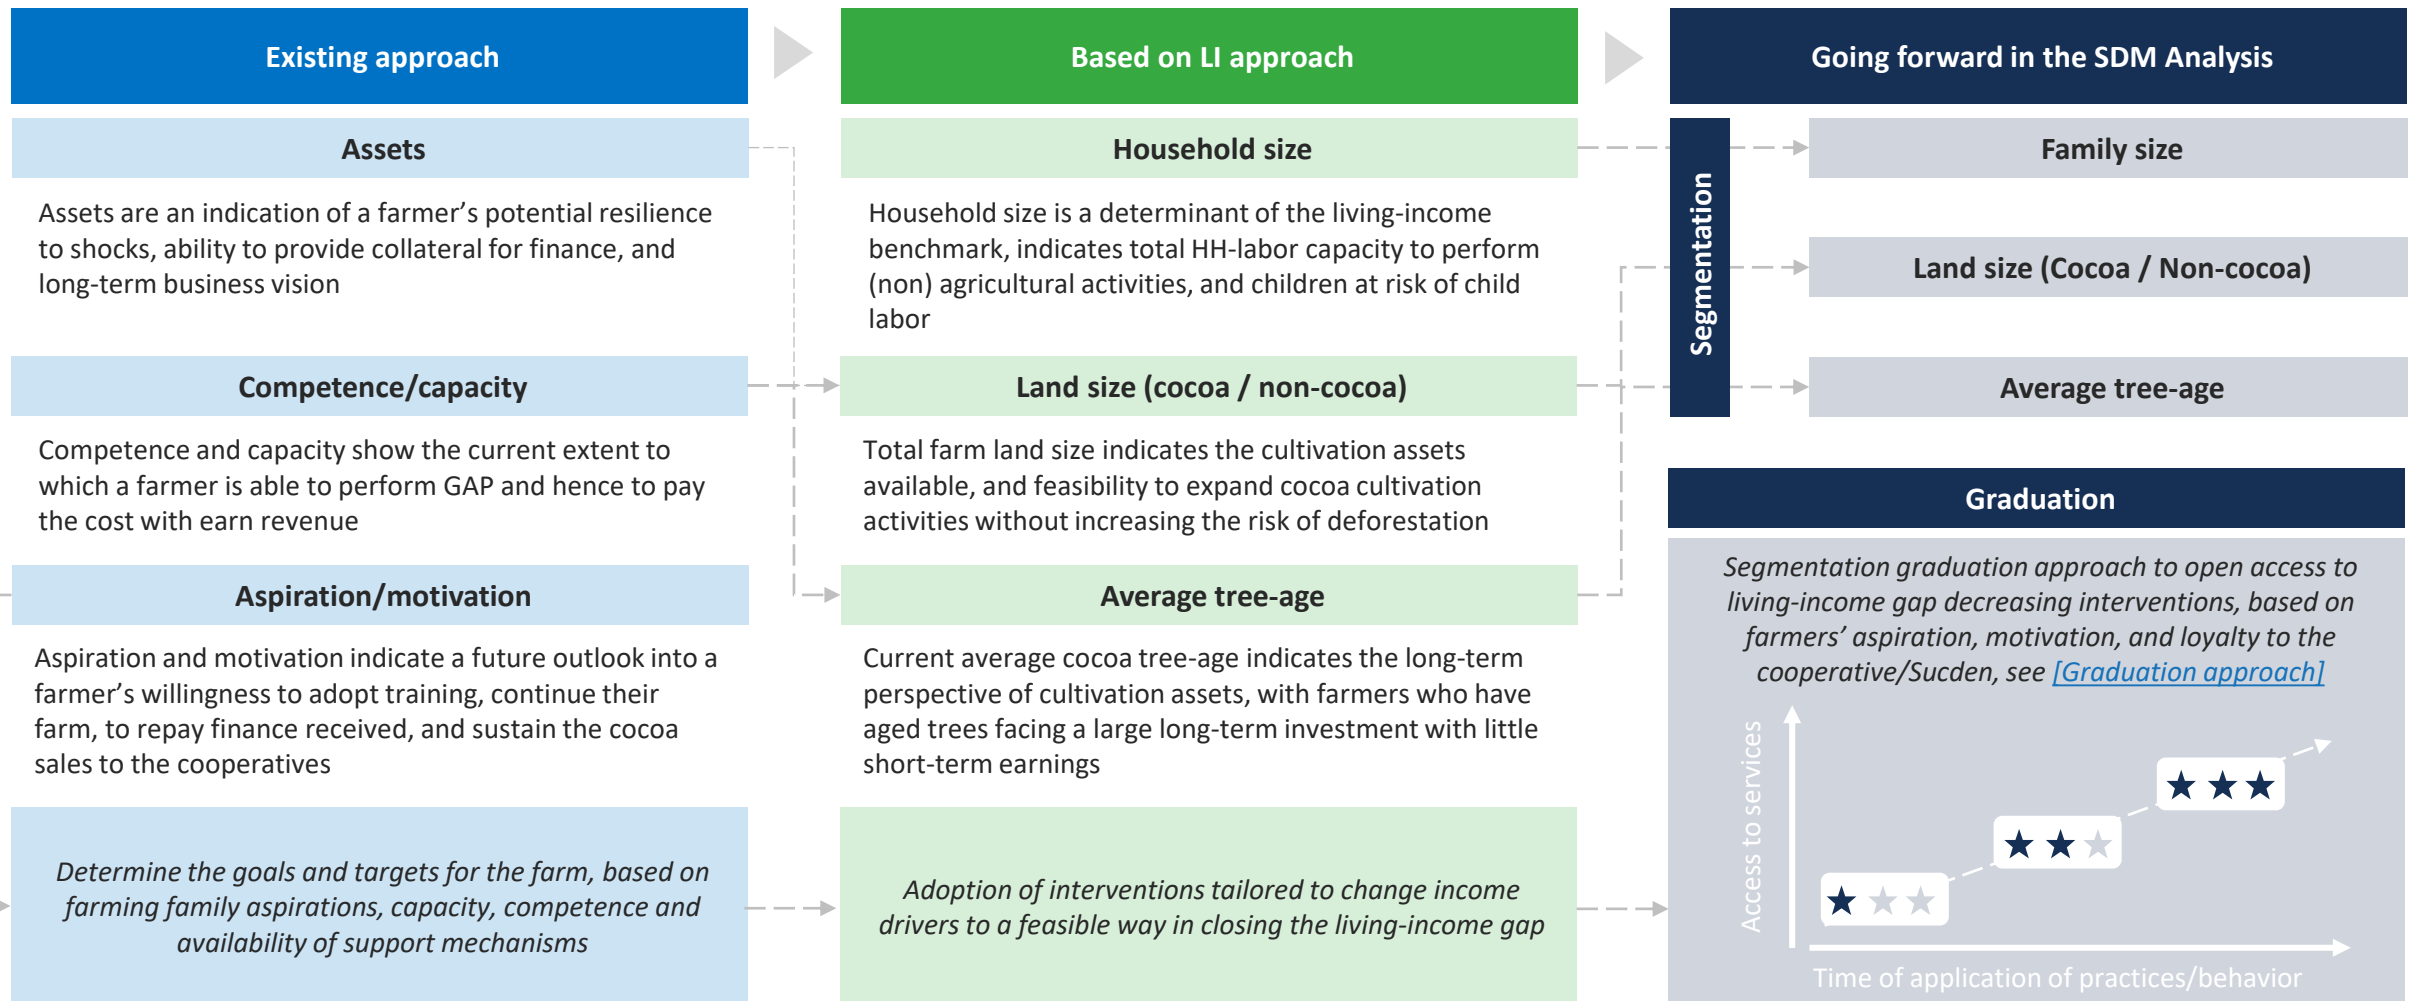 Existing approach
Assets
Assets are an indication of a farmer's potential resilience
to shocks, ability to provide collateral for finance, and
long-term business vision
Competence/capacity
Competence and capacity show the current extent to
which a farmer is able to perform GAP and hence to pay
the cost with earn revenue
Aspiration/motivation
Aspiration and motivation indicate a future outlook into a
farmer's willingness to adopt training, continue their
farm, to repay finance received, and sustain the cocoa
sales to the cooperatives
Determine the goals and targets for the farm, based on
farming family aspirations, capacity, competence and
availability of support mechanisms
Based on LI approach
Household size
Household size is a determinant of the living-income
benchmark, indicates total HH-labor capacity to perform
(non) agricultural activities, and children at risk of child
labor
Land size (cocoa / non-cocoa)
Total farm land size indicates the cultivation assets
available, and feasibility to expand cocoa cultivation
activities without increasing the risk of deforestation
Average tree-age
Current average cocoa tree-age indicates the long-term
perspective of cultivation assets, with farmers who have
aged trees facing a large long-term investment with little
short-term earnings
Adoption of interventions tailored to change income
drivers to a feasible way in closing the living-income gap
Going forward in the SDM Analysis
Segmentation
Family size
Land size (Cocoa / Non-cocoa)
Average tree-age
Graduation
Segmentation graduation approach to open access to
living-income gap decreasing interventions, based on
farmers' aspiration, motivation, and loyalty to the
cooperative/Sucden, see [Graduation approach]
Access to services
Time of application of practices/behavior